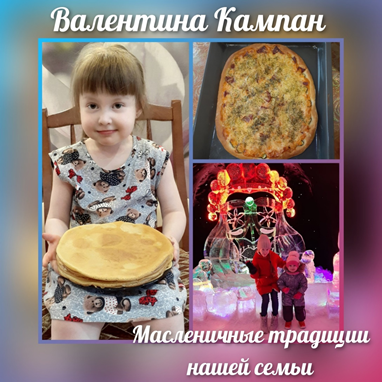 Валентина Кампан
Масленичные традиции
нашей семьи